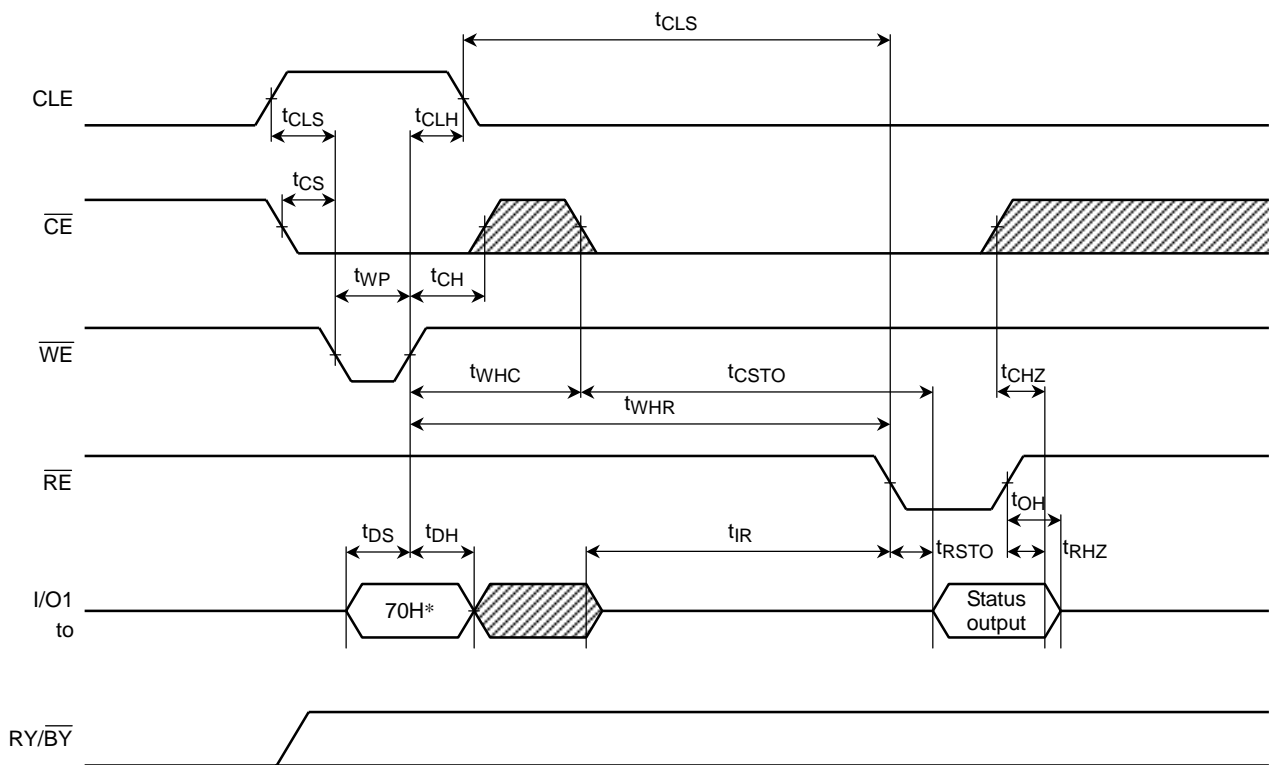 tCLS
CLE
tCLS
tCLH
tCS
CE
tWP
tCH
WE
tWHC
tCSTO
tCHZ
tWHR
RE
tOH
tDS
tDH
tIR
tRSTO
tRHZ
I/O1
to
70H*
Status
output
RY/BY